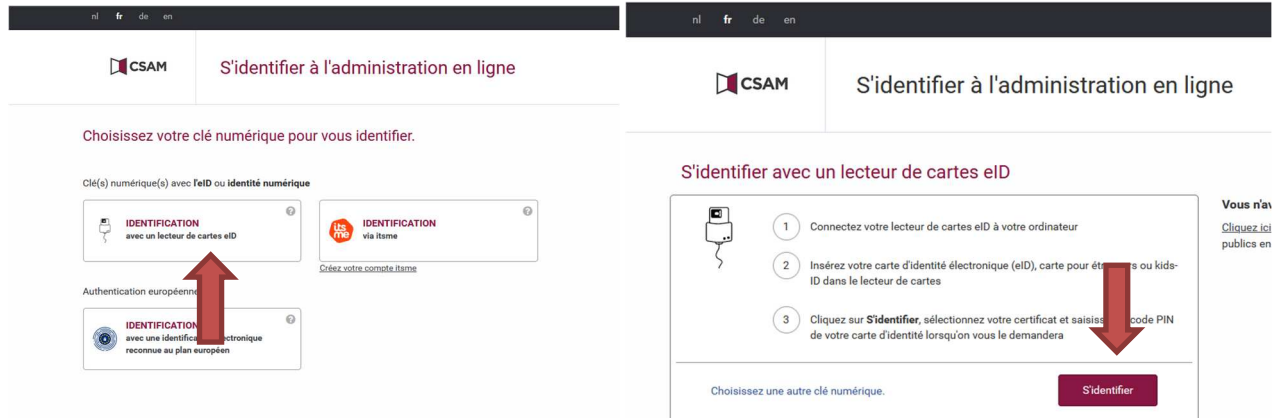 nl fr de en
CSAM
S'identifier à l'administration en ligne
Choisissez votre clé numérique pour vous identifier.
Clé(s) numérique(s) avec l'eID ou identité numérique
IDENTIFICATION
avec un lecteur de cartes eID
IDENTIFICATION
via itsme
its
me
Créez votre compte itsme
Authentication européenne
IDENTIFICATION
avec une identifica ctronique
reconnue au plan européen
nl fr de en
CSAM
S'identifier à l'administration en ligne
S'identifier avec un lecteur de cartes eID
1 Connectez votre lecteur de cartes eID à votre ordinateur
2 Insérez votre carte d'identité électronique (eID), carte pour étr rs ou kids-
ID dans le lecteur de cartes
3 Cliquez sur S'identifier, sélectionnez votre certificat et saisiss code PIN
de votre carte d'identité lorsqu'on vous le demandera
Choisissez une autre clé numérique.
S'identifier
Vous n'av
Cliquez ici
publics en